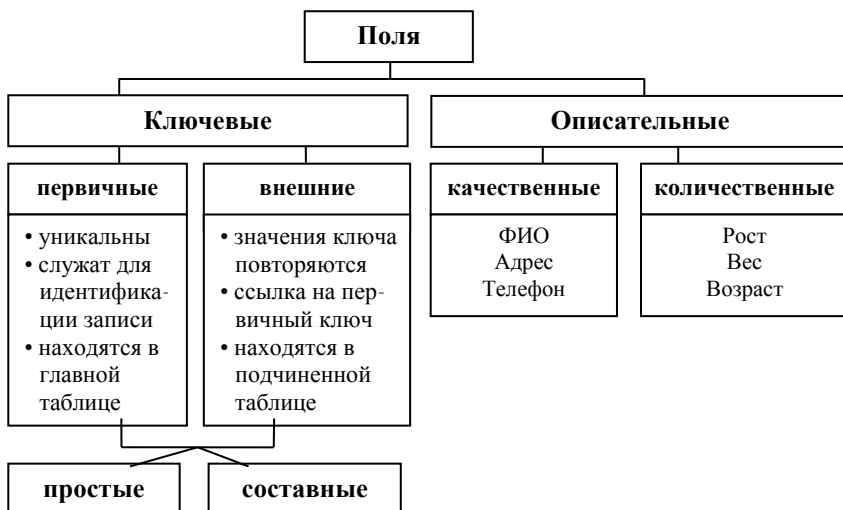 Поля
Ключевые
Описательные
первичные
внешние
качественные
количественные
• уникальны
• служат для
идентифика-
ции записи
• находятся в
главной
таблице
• значения ключа
повторяются
• ссылка на пер-
вичный ключ
• находятся в
подчиненной
таблице
ФИО
Адрес
Телефон
Рост
Вес
Возраст
простые
составные